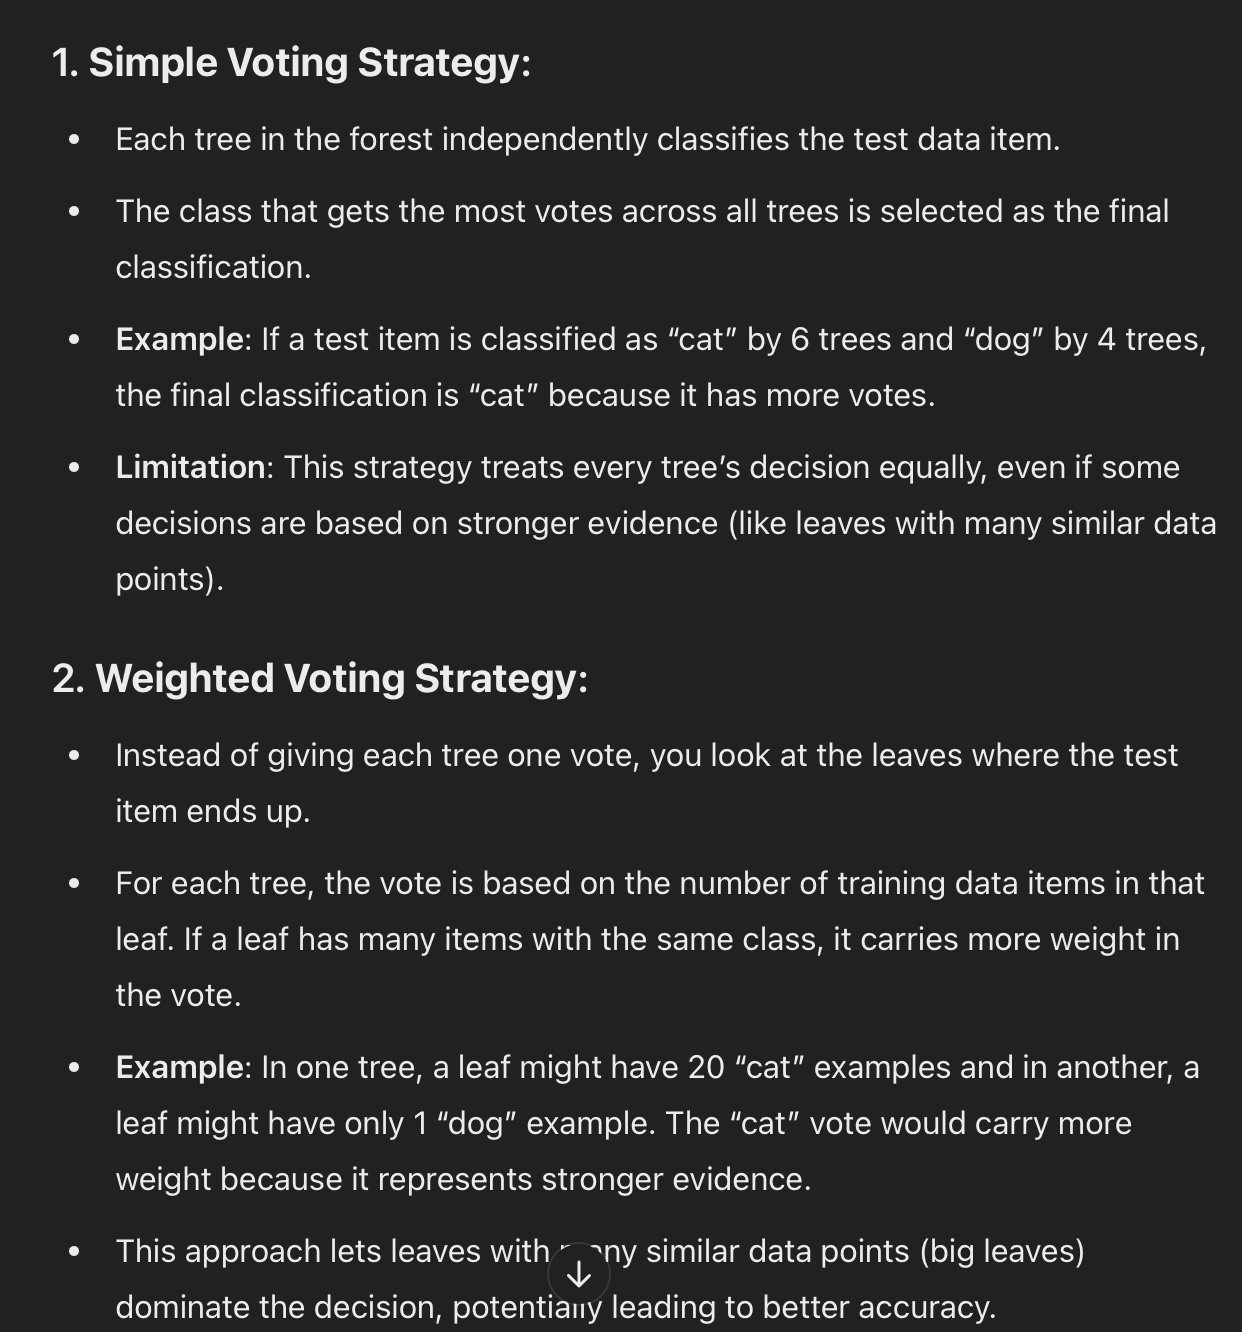 1. Simple Voting Strategy:
• Each tree in the forest independently classifies the test data item.
• The class that gets the most votes across all trees is selected as the final
classification.
• Example: If a test item is classified as “cat” by 6 trees and “dog” by 4 trees,
the final classification is “cat” because it has more votes.
• Limitation: This strategy treats every tree’s decision equally, even if some
decisions are based on stronger evidence (like leaves with many similar data
points).
2. Weighted Voting Strategy:
• Instead of giving each tree one vote, you look at the leaves where the test
item ends up.
• For each tree, the vote is based on the number of training data items in that
leaf. If a leaf has many items with the same class, it carries more weight in
the vote.
• Example: In one tree, a leaf might have 20 “cat” examples and in another, a
leaf might have only 1 “dog” example. The “cat” vote would carry more
weight because it represents stronger evidence.
• This approach lets leaves with many similar data points (big leaves)
dominate the decision, potentially leading to better accuracy.